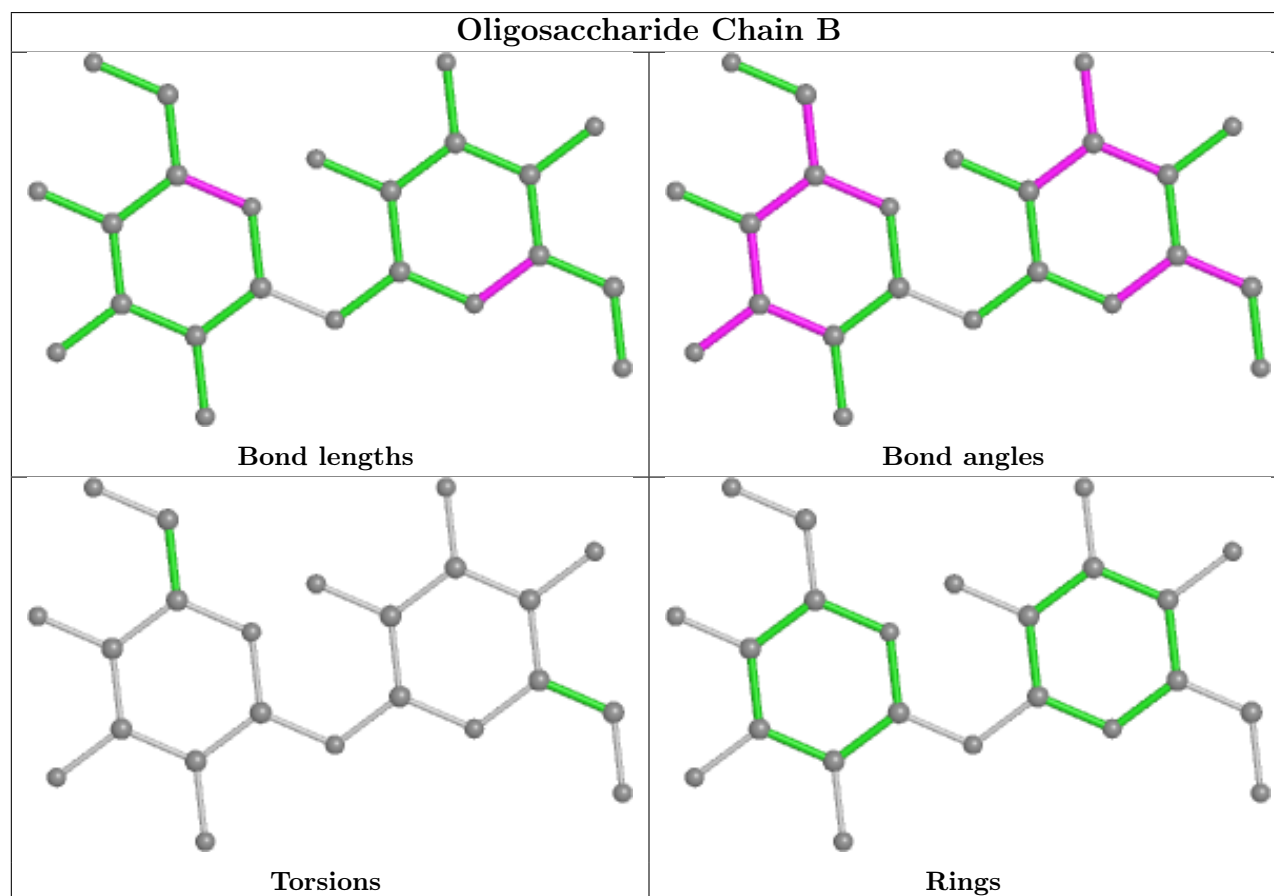 Oligosaccharide Chain B
Bond lengths
Bond angles
Torsions
Rings